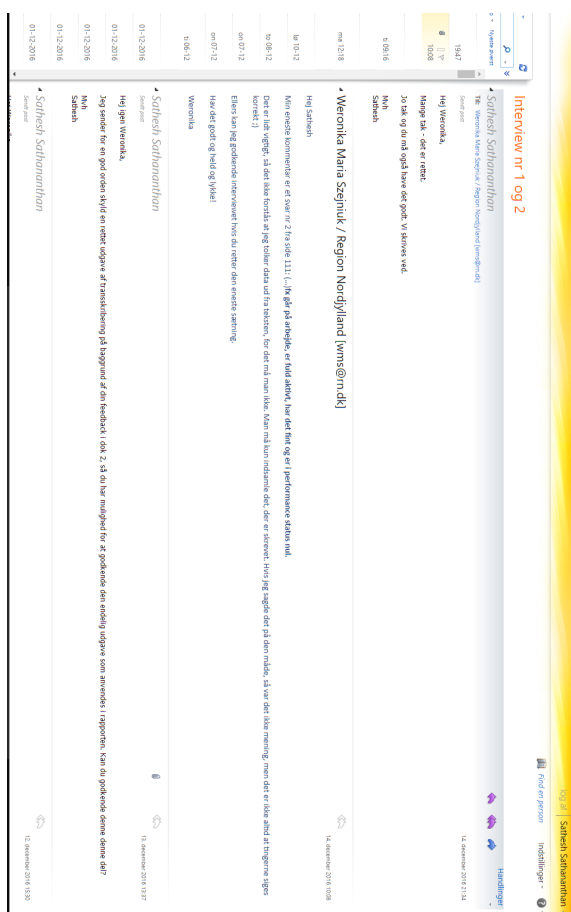 log af | Sathesh Sathananthan
Find en person
Indstillinger
Interview nr 1 og 2
Nyeste øverst
Handlinger
19:47
10:08
ti 09:16
ma 12:18
lø 10-12
to 08-12
on 07-12
on 07-12
ti 06-12
01-12-2016
01-12-2016
01-12-2016
01-12-2016
01-12-2016
Sathesh Sathananthan
Til: Weronika Maria Szejniuk / Region Nordjylland [wms@rn.dk]
Sendt post
14. december 2016 21:34
Hej Weronika,
Mange tak - det er rettet.
Jo tak og du må også have det godt. Vi skrives ved.
Mvh
Sathesh
Weronika Maria Szejniuk / Region Nordjylland [wms@rn.dk]
14. december 2016 10:08
Hej Sathesh
Min eneste kommentar er et svar nr 2 fra side 111: (...)fx går på arbejde, er fuld aktivt, har det fint og er i performance status nul.
Det er lidt vigtigt, så det ikke forstås at jeg tolker data ud fra teksten, for det må man ikke. Man må kun indsamle det, der er skrevet. Hvis jeg sagde det på den måde, så var det ikke mening, men det er ikke altid at tingerne siges
korrekt ;)
Ellers kan jeg godkende interviewet hvis du retter den eneste sætning.
Hav det godt og held og lykke!
Weronika
Sathesh Sathananthan
Sendt post
13. december 2016 13:37
Hej igen Weronika,
Jeg sender for en god orden skyld en rettet udgave af transskribering på baggrund af din feedback i dok 2, så du har mulighed for at godkende den endelig udgave som anvendes i rapporten. Kan du godkende denne denne del?
Mvh
Sathesh
Sathesh Sathananthan
Sendt post
12. december 2016 15:30